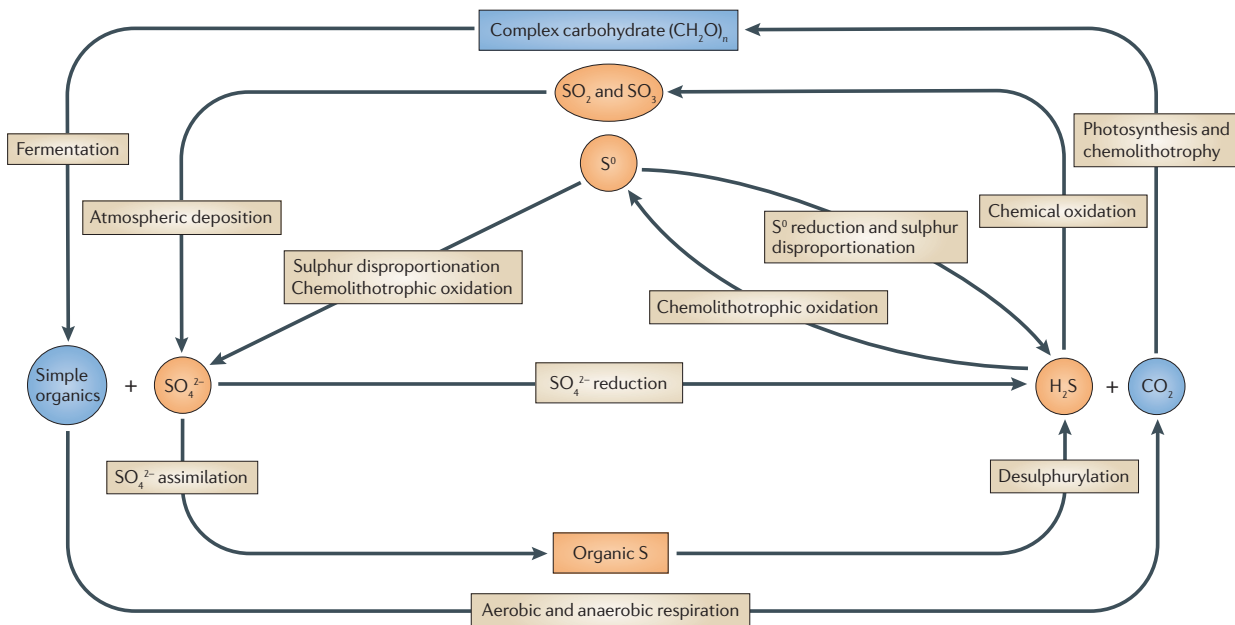 Complex carbohydrate (CH₂O)ₙ
SO₂ and SO₃
Photosynthesis and
chemolithotrophy
Fermentation
S⁰
Atmospheric deposition
Chemical oxidation
S⁰ reduction and sulphur
disproportionation
Sulphur disproportionation
Chemolithotrophic oxidation
Chemolithotrophic oxidation
Simple
organics
+
SO₄²⁻
SO₄²⁻ reduction
H₂S
+
CO₂
SO₄²⁻ assimilation
Desulphurylation
Organic S
Aerobic and anaerobic respiration